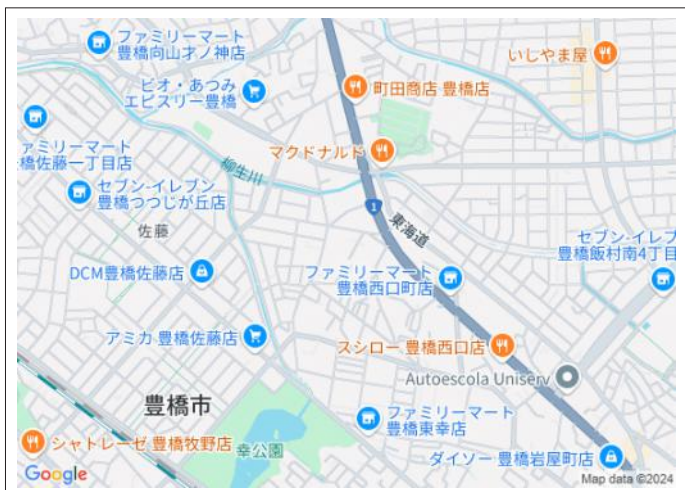 ファミリーマート
豊橋向山才ノ神店
いしやま屋
ビオ・あつみ
エピスリー豊橋
町田商店 豊橋店
ァミリーマート
橋佐藤一丁目店
マクドナルド
柳生川
セブン-イレブン
豊橋つつじが丘店
1
東海道
佐藤
セブン-イレブ
豊橋飯村南4丁目
DCM豊橋佐藤店
ファミリーマート
豊橋西口町店
アミカ 豊橋佐藤店
スシロー 豊橋西口店
Autoescola Uniserv
豊橋市
ファミリーマート
豊橋東幸店
シャトレーゼ 豊橋牧野店
幸公園
ダイソー 豊橋岩屋町店
Google
Map data ©2024